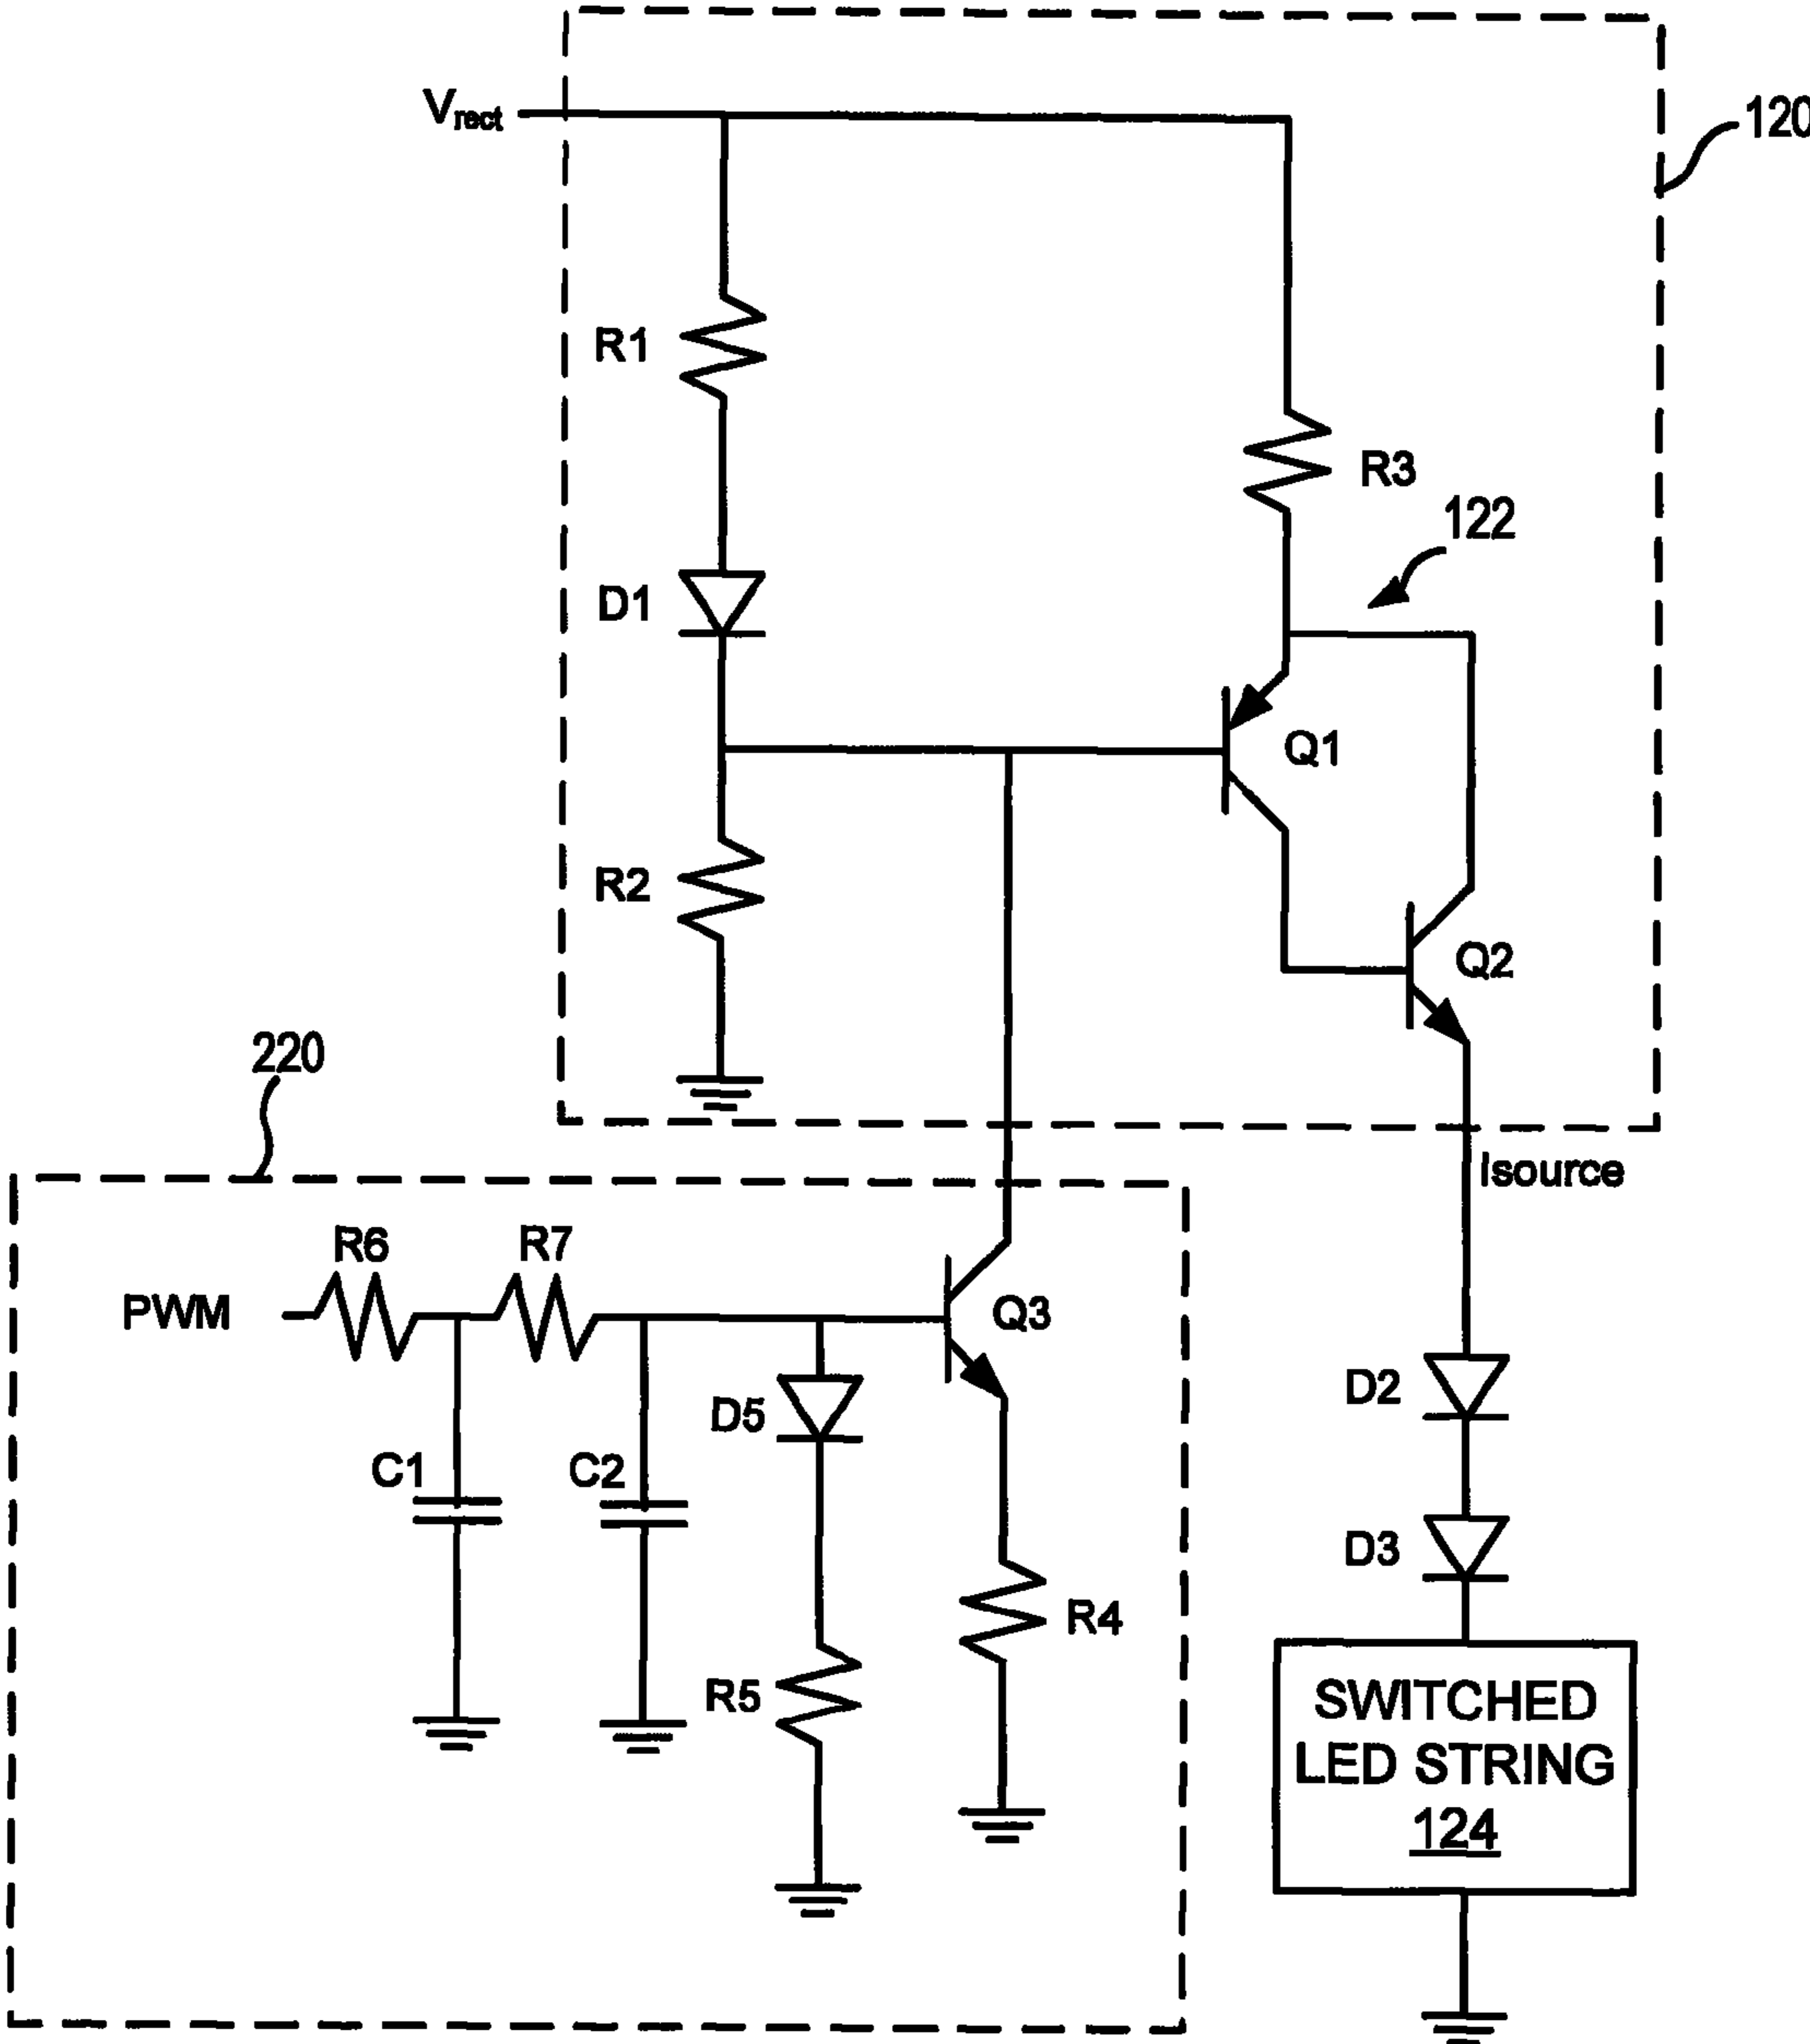 Vrect
120
R1
R3
122
D1
Q1
R2
Q2
220
Isource
R6
R7
PWM
Q3
D2
D5
C1
C2
D3
R4
R5
SWITCHED
LED STRING
124